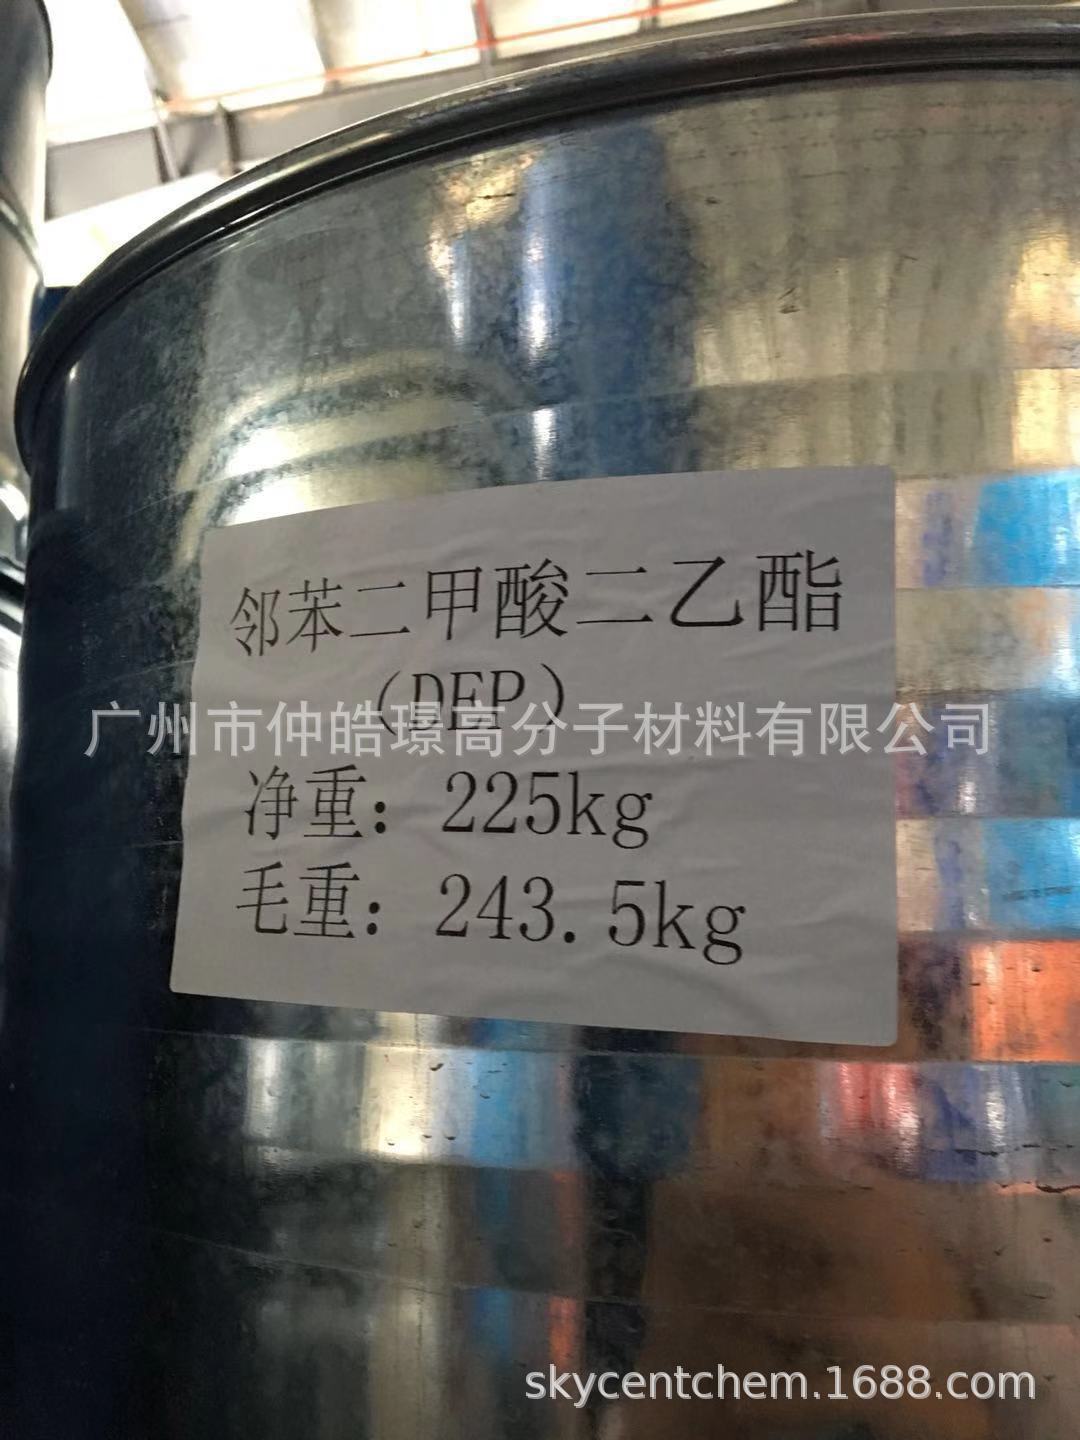 邻苯二甲酸二乙酯
(DEP)
广州市仲皓璟高分子材料有限公司
净重: 225kg
毛重: 243.5kg
skycentchem.1688.com